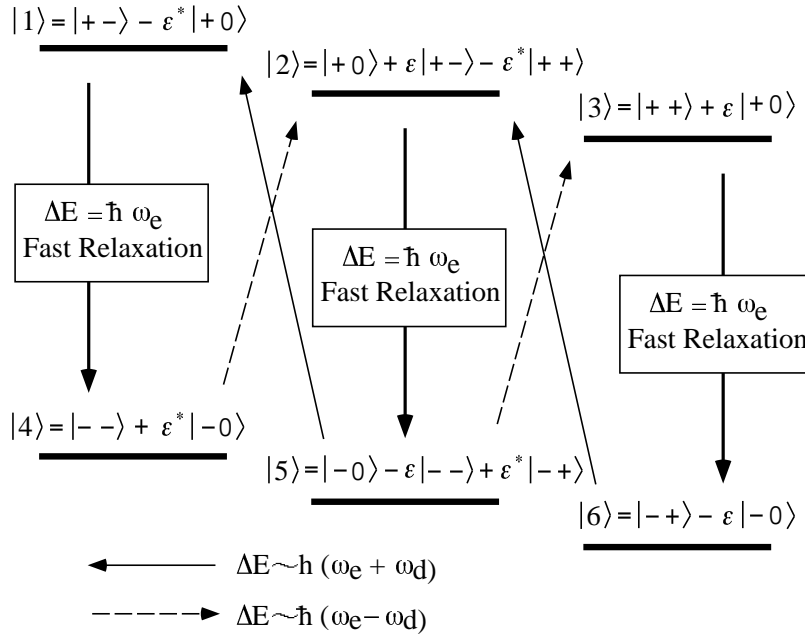 |1⟩=|+ −⟩ − ε*|+0⟩
|2⟩=|+0⟩ + ε|+−⟩− ε*|++⟩
|3⟩=|+ +⟩ + ε|+0⟩
ΔE = ħ ωe
Fast Relaxation
ΔE = ħ ωe
Fast Relaxation
ΔE = ħ ωe
Fast Relaxation
|4⟩=|− −⟩ + ε*|−0⟩
|5⟩=|−0⟩ − ε|− −⟩ + ε*|−+⟩
|6⟩=|−+⟩ − ε|−0⟩
ΔE∼h (ωe + ωd)
ΔE∼ħ (ωe− ωd)